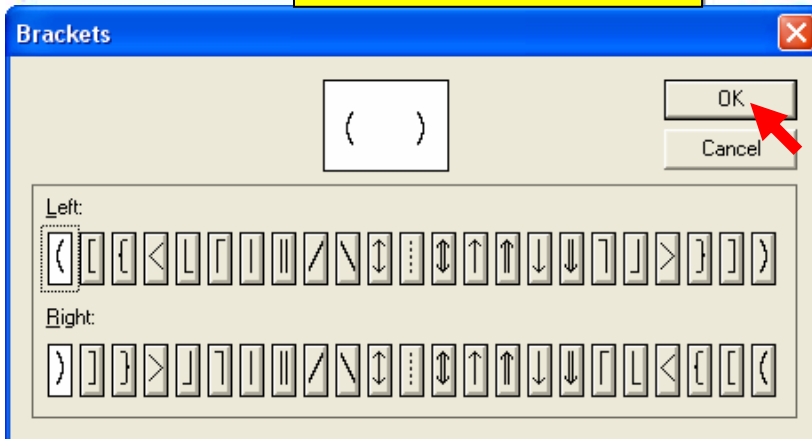 Brackets
( )
OK
Cancel
Left:
( [ { < ⌊ ⌈ | ‖ / \ ↕ ⋮ ⇕ ↑ ⇑ ↓ ⇓ ⌉ ⌋ > } ] )
Right:
) ] } > ⌋ ⌉ | ‖ / \ ↕ ⋮ ⇕ ↑ ⇑ ↓ ⇓ ⌈ ⌊ < { [ (